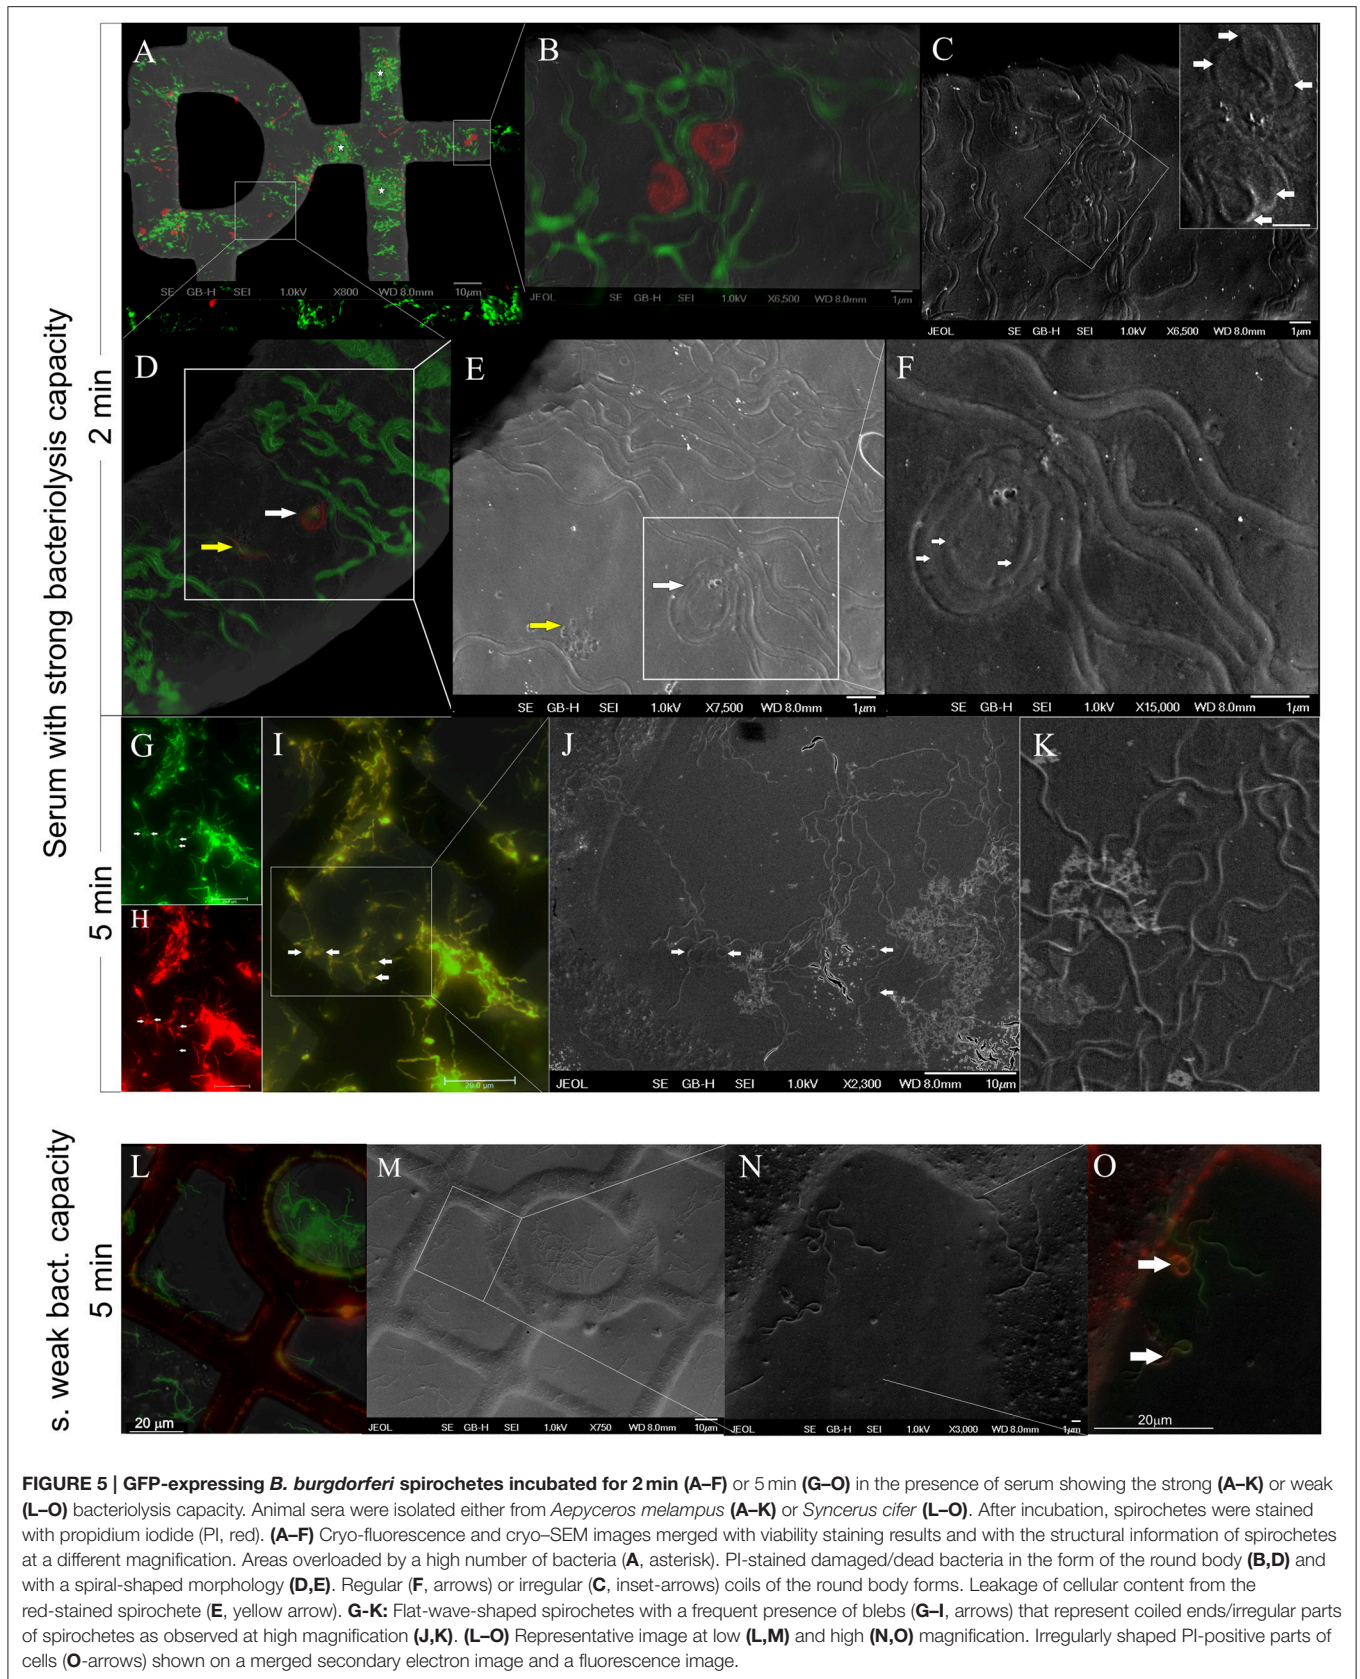 Serum with strong bacteriolysis capacity
2 min
5 min
s. weak bact. capacity
5 min
A
SE GB-H SEI 1.0kV X800 WD 8.0mm 10µm
B
JEOL SE GB-H SEI 1.0kV X6,500 WD 8.0mm 1µm
C
JEOL SE GB-H SEI 1.0kV X6,500 WD 8.0mm 1µm
D
E
SE GB-H SEI 1.0kV X7,500 WD 8.0mm 1µm
F
SE GB-H SEI 1.0kV X15,000 WD 8.0mm 1µm
G
H
I
20.0 µm
J
JEOL SE GB-H SEI 1.0kV X2,300 WD 8.0mm 10µm
K
L
20 µm
M
JEOL SE GB-H SEI 1.0kV X750 WD 8.0mm 10µm
N
JEOL SE GB-H SEI 1.0kV X3,000 WD 8.0mm 1µm
O
20µm
FIGURE 5 | GFP-expressing B. burgdorferi spirochetes incubated for 2 min (A–F) or 5 min (G–O) in the presence of serum showing the strong (A–K) or weak
(L–O) bacteriolysis capacity. Animal sera were isolated either from Aepyceros melampus (A–K) or Syncerus cifer (L–O). After incubation, spirochetes were stained
with propidium iodide (PI, red). (A–F) Cryo-fluorescence and cryo–SEM images merged with viability staining results and with the structural information of spirochetes
at a different magnification. Areas overloaded by a high number of bacteria (A, asterisk). PI-stained damaged/dead bacteria in the form of the round body (B,D) and
with a spiral-shaped morphology (D,E). Regular (F, arrows) or irregular (C, inset-arrows) coils of the round body forms. Leakage of cellular content from the
red-stained spirochete (E, yellow arrow). G-K: Flat-wave-shaped spirochetes with a frequent presence of blebs (G–I, arrows) that represent coiled ends/irregular parts
of spirochetes as observed at high magnification (J,K). (L–O) Representative image at low (L,M) and high (N,O) magnification. Irregularly shaped PI-positive parts of
cells (O-arrows) shown on a merged secondary electron image and a fluorescence image.